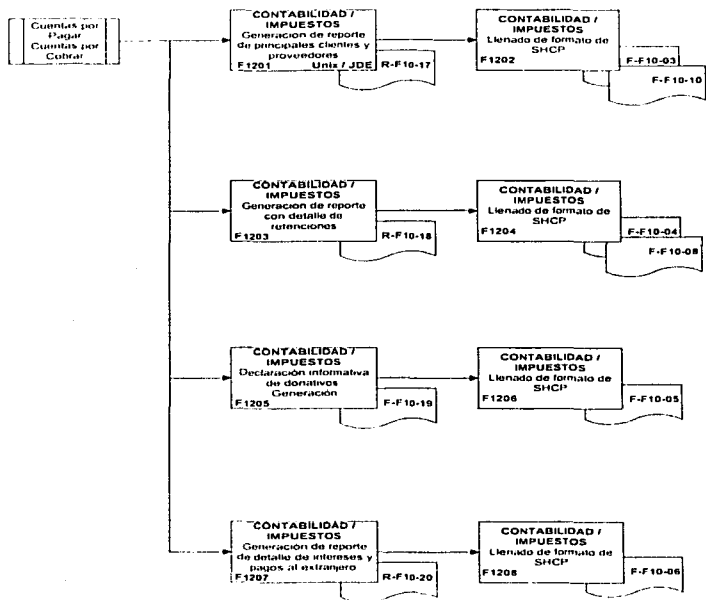 Cuentas por
Pagar
Cuentas por
Cobrar
CONTABILIDAD /
IMPUESTOS
Generación de reporte
de principales clientes y
proveedores
F1201 Unix / JDE
R-F10-17
CONTABILIDAD /
IMPUESTOS
Llenado de formato de
SHCP
F1202
F-F10-03
F-F10-10
CONTABILIDAD /
IMPUESTOS
Generación de reporte
con detalle de
retenciones
F1203
R-F10-18
CONTABILIDAD /
IMPUESTOS
Llenado de formato de
SHCP
F1204
F-F10-04
F-F10-08
CONTABILIDAD /
IMPUESTOS
Declaración informativa
de donativos
Generación
F1205
F-F10-19
CONTABILIDAD /
IMPUESTOS
Llenado de formato de
SHCP
F1206
F-F10-05
CONTABILIDAD /
IMPUESTOS
Generación de reporte
de detalle de intereses y
pagos al extranjero
F1207
R-F10-20
CONTABILIDAD /
IMPUESTOS
Llenado de formato de
SHCP
F1208
F-F10-06